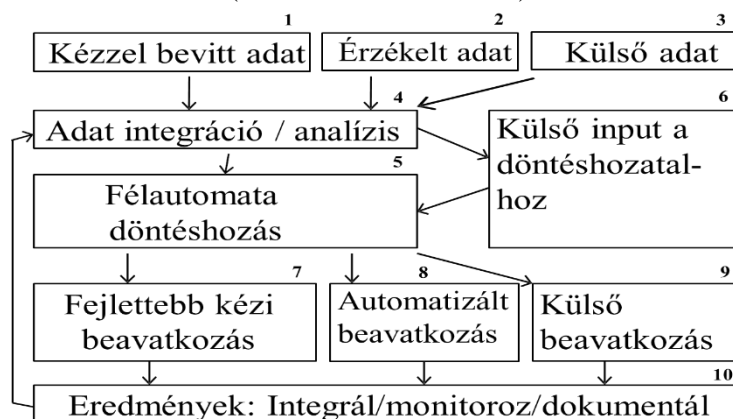 1
Kézzel bevitt adat
2
Érzékelt adat
3
Külső adat
4
Adat integráció / analízis
6
Külső input a
döntéshozatal-
hoz
5
Félautomata
döntéshozás
7
Fejlettebb kézi
beavatkozás
8
Automatizált
beavatkozás
9
Külső
beavatkozás
10
Eredmények: Integrál/monitoroz/dokumentál